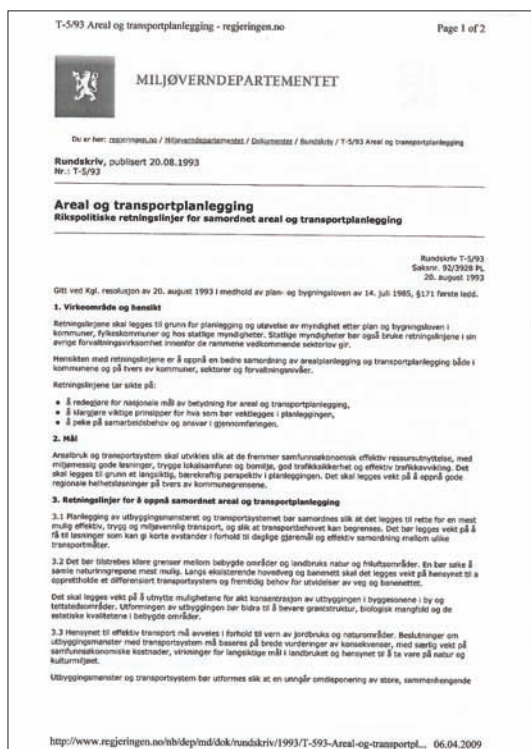 T-5/93 Areal og transportplanlegging - regjeringen.no Page 1 of 2
MILJØVERNDEPARTEMENTET
Du er her: regjeringen.no / Miljøverndepartementet / Dokumenter / Rundskriv / T-5/93 Areal og transportplanlegging
Rundskriv, publisert 20.08.1993
Nr.: T-5/93
Areal og transportplanlegging
Rikspolitiske retningslinjer for samordnet areal og transportplanlegging
Rundskriv T-5/93
Saksnr. 92/3928 PL
20. august 1993
Gitt ved Kgl. resolusjon av 20. august 1993 i medhold av plan- og bygningsloven av 14. juli 1985, §171 første ledd.
1. Virkeområde og hensikt
Retningslinjene skal legges til grunn for planlegging og utøvelse av myndighet etter plan og bygningsloven i
kommuner, fylkeskommuner og hos statlige myndigheter. Statlige myndigheter bør også bruke retningslinjene i sin
øvrige forvaltningsvirksomhet innenfor de rammene vedkommende sektorlov gir.
Hensikten med retningslinjene er å oppnå en bedre samordning av arealplanlegging og transportplanlegging både i
kommunene og på tvers av kommuner, sektorer og forvaltningsnivåer.
Retningslinjene tar sikte på:
• å redegjøre for nasjonale mål av betydning for areal og transportplanlegging,
• å klargjøre viktige prinsipper for hva som bør vektlegges i planleggingen,
• å peke på samarbeidsbehov og ansvar i gjennomføringen.
2. Mål
Arealbruk og transportsystem skal utvikles slik at de fremmer samfunnsøkonomisk effektiv ressursutnyttelse, med
miljømessig gode løsninger, trygge lokalsamfunn og bomiljø, god trafikksikkerhet og effektiv trafikkavvikling. Det
skal legges til grunn et langsiktig, bærekraftig perspektiv i planleggingen. Det skal legges vekt på å oppnå gode
regionale helhetsløsninger på tvers av kommunegrensene.
3. Retningslinjer for å oppnå samordnet areal og transportplanlegging
3.1 Planlegging av utbyggingsmønsteret og transportsystemet bør samordnes slik at det legges til rette for en mest
mulig effektiv, trygg og miljøvennlig transport, og slik at transportbehovet kan begrenses. Det bør legges vekt på å
få til løsninger som kan gi korte avstander i forhold til daglige gjøremål og effektiv samordning mellom ulike
transportmåter.
3.2 Det bør tilstrebes klare grenser mellom bebygde områder og landbruks natur og friluftsområder. En bør søke å
samle naturinngrepene mest mulig. Langs eksisterende hovedveg og banenett skal det legges vekt på hensynet til å
opprettholde et differensiert transportsystem og fremtidig behov for utvidelser av veg og banenettet.
Det skal legges vekt på å utnytte mulighetene for økt konsentrasjon av utbyggingen i byggesonene i by og
tettstedsområder. Utformingen av utbyggingen bør bidra til å bevare grøntstruktur, biologisk mangfold og de
estetiske kvalitetene i bebygde områder.
3.3 Hensynet til effektiv transport må avveies i forhold til vern av jordbruks og naturområder. Beslutninger om
utbyggingsmønster med transportsystem må baseres på brede vurderinger av konsekvenser, med særlig vekt på
samfunnsøkonomiske kostnader, virkninger for langsiktige mål i landbruket og hensynet til å ta vare på natur og
kulturmiljøet.
Utbyggingsmønster og transportsystem bør utformes slik at en unngår omdisponering av store, sammenhengende
http://www.regjeringen.no/nb/dep/md/dok/rundskriv/1993/T-593-Areal-og-transportpl... 06.04.2009